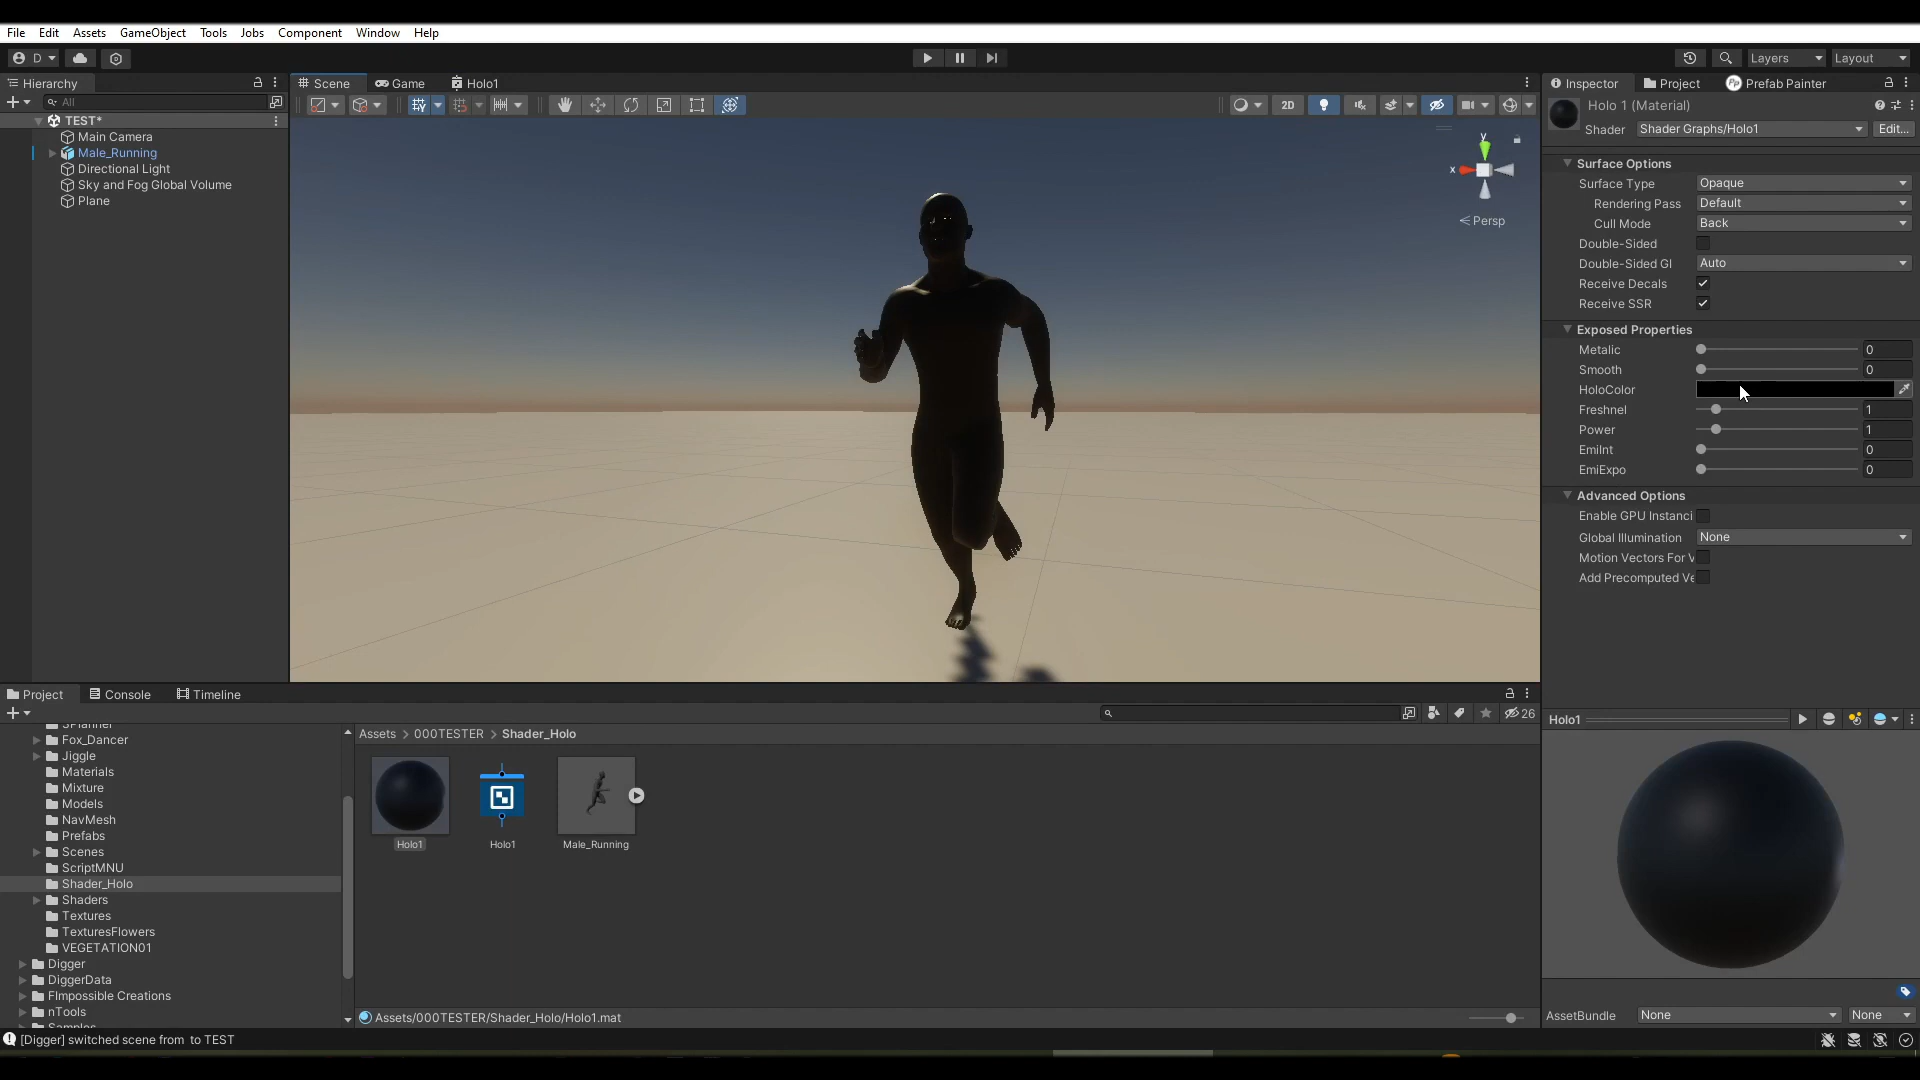 File Edit Assets GameObject Tools Jobs Component Window Help
D Layers Layout
Hierarchy
All
TEST*
Main Camera
Male_Running
Directional Light
Sky and Fog Global Volume
Plane
Scene Game Holo1
2D
y
x
Persp
Inspector Project Prefab Painter
Holo 1 (Material)
Shader Shader Graphs/Holo1 Edit...
Surface Options
Surface Type Opaque
Rendering Pass Default
Cull Mode Back
Double-Sided
Double-Sided GI Auto
Receive Decals
Receive SSR
Exposed Properties
Metalic 0
Smooth 0
HoloColor
Freshnel 1
Power 1
EmiInt 0
EmiExpo 0
Advanced Options
Enable GPU Instanci
Global Illumination None
Motion Vectors For V
Add Precomputed Ve
Project Console Timeline
26
Fox_Dancer
Jiggle
Materials
Mixture
Models
NavMesh
Prefabs
Scenes
ScriptMNU
Shader_Holo
Shaders
Textures
TexturesFlowers
VEGETATION01
Digger
DiggerData
FImpossible Creations
nTools
Assets > 000TESTER > Shader_Holo
Holo1 Holo1 Male_Running
Assets/000TESTER/Shader_Holo/Holo1.mat
Holo1
AssetBundle None None
[Digger] switched scene from to TEST